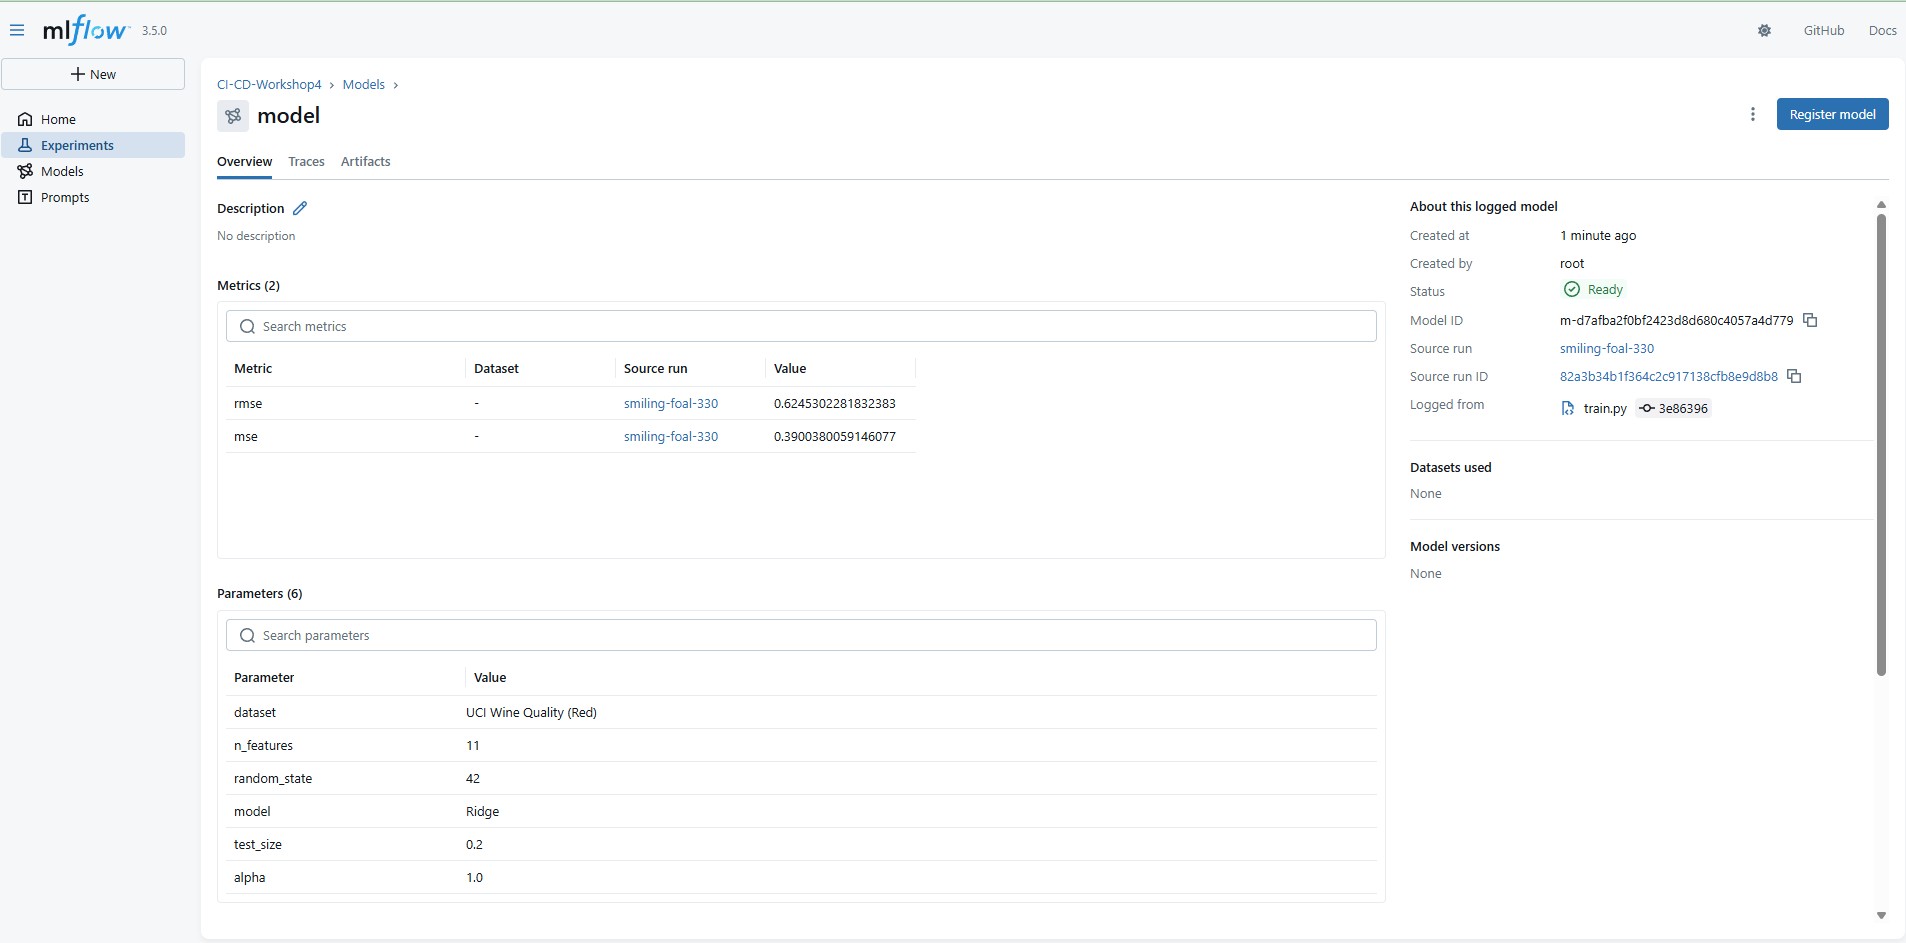 mlflow 3.5.0
GitHub Docs
+ New
Home
Experiments
Models
Prompts
CI-CD-Workshop4 › Models ›
model
Register model
Overview Traces Artifacts
Description
No description
Metrics (2)
Search metrics
Metric Dataset Source run Value
rmse - smiling-foal-330 0.6245302281832383
mse - smiling-foal-330 0.3900380059146077
Parameters (6)
Search parameters
Parameter Value
dataset UCI Wine Quality (Red)
n_features 11
random_state 42
model Ridge
test_size 0.2
alpha 1.0
About this logged model
Created at 1 minute ago
Created by root
Status Ready
Model ID m-d7afba2f0bf2423d8d680c4057a4d779
Source run smiling-foal-330
Source run ID 82a3b34b1f364c2c917138cfb8e9d8b8
Logged from train.py 3e86396
Datasets used
None
Model versions
None